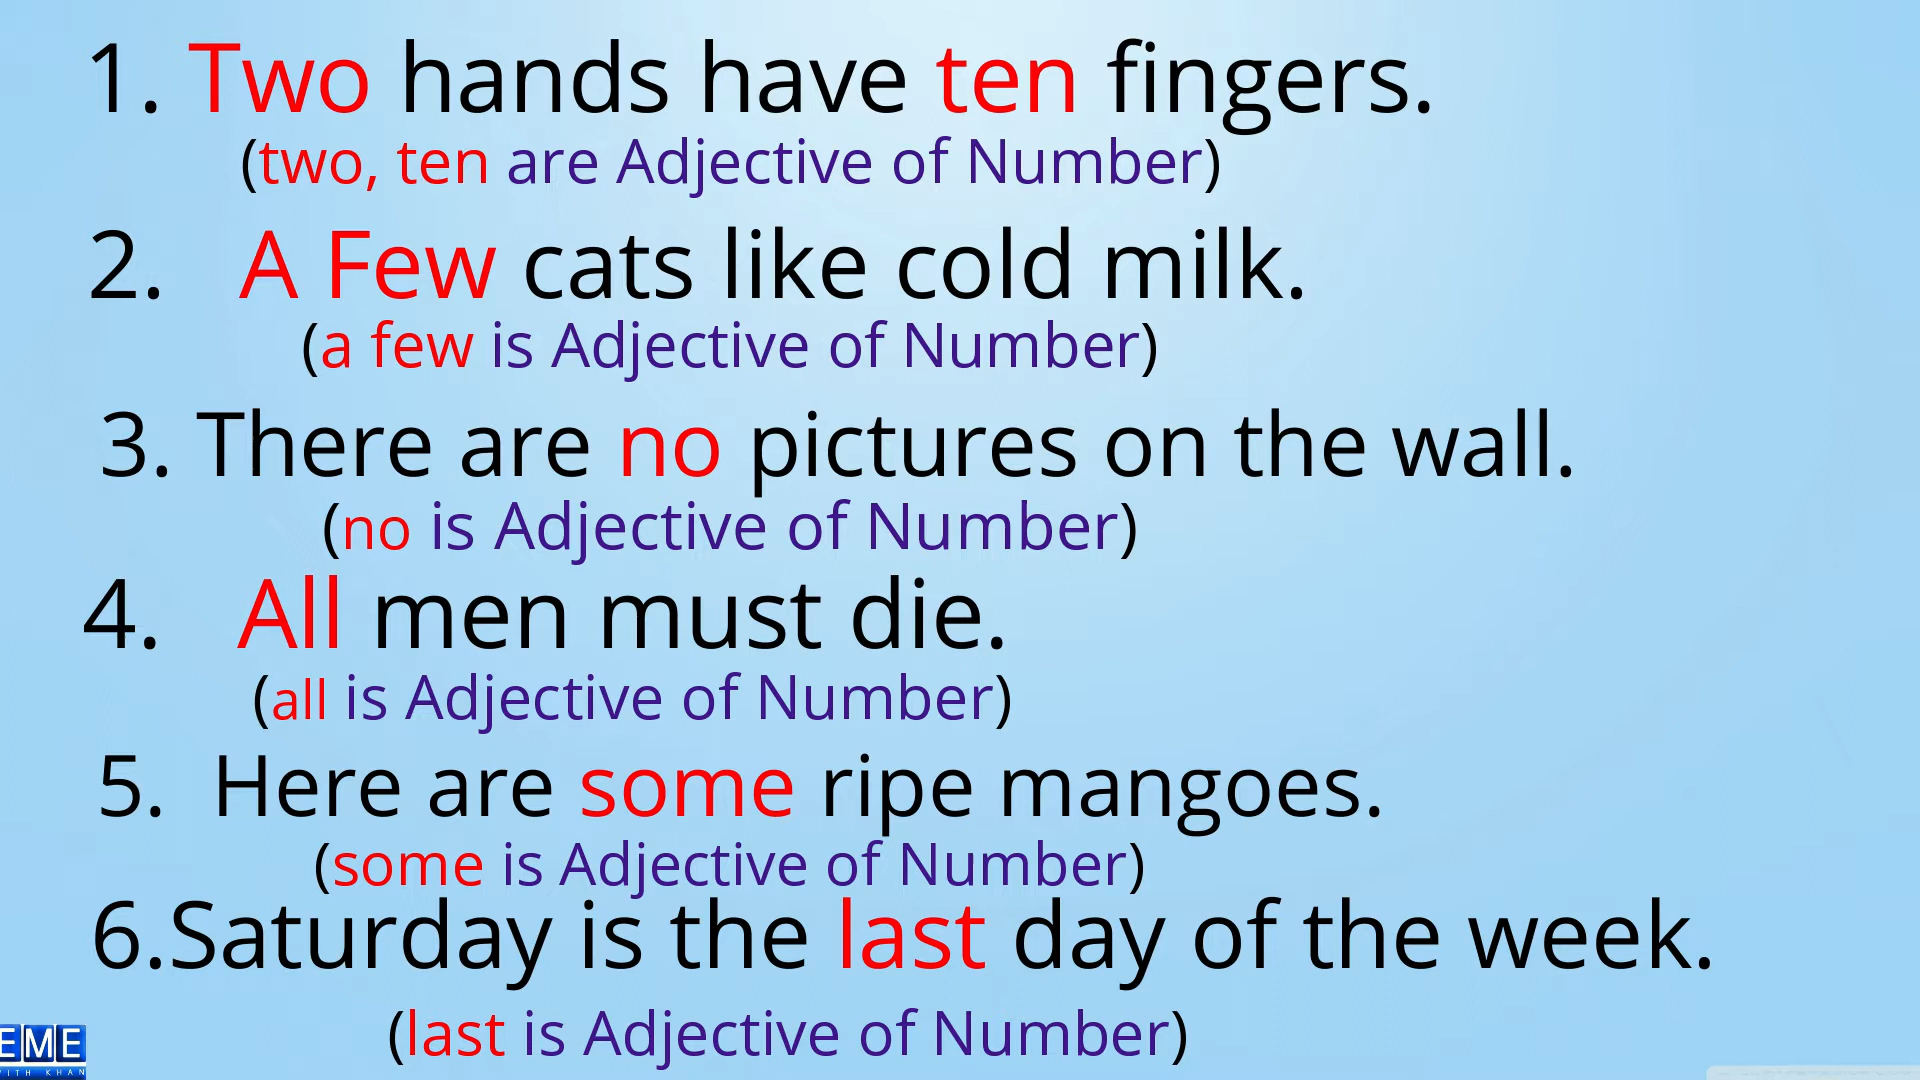 1. Two hands have ten fingers.
(two, ten are Adjective of Number)
2. A Few cats like cold milk.
(a few is Adjective of Number)
3. There are no pictures on the wall.
(no is Adjective of Number)
4. All men must die.
(all is Adjective of Number)
5. Here are some ripe mangoes.
(some is Adjective of Number)
6.Saturday is the last day of the week.
(last is Adjective of Number)
EME
WITH KHAN